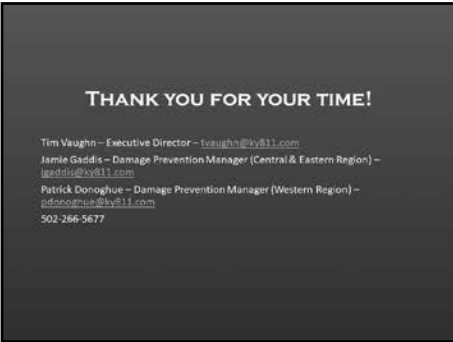 THANK YOU FOR YOUR TIME!
Tim Vaughn – Executive Director – tvaughn@ky811.com
Jamie Gaddis – Damage Prevention Manager (Central & Eastern Region) –
jgaddis@ky811.com
Patrick Donoghue – Damage Prevention Manager (Western Region) –
pdonoghue@ky811.com
502-266-5677